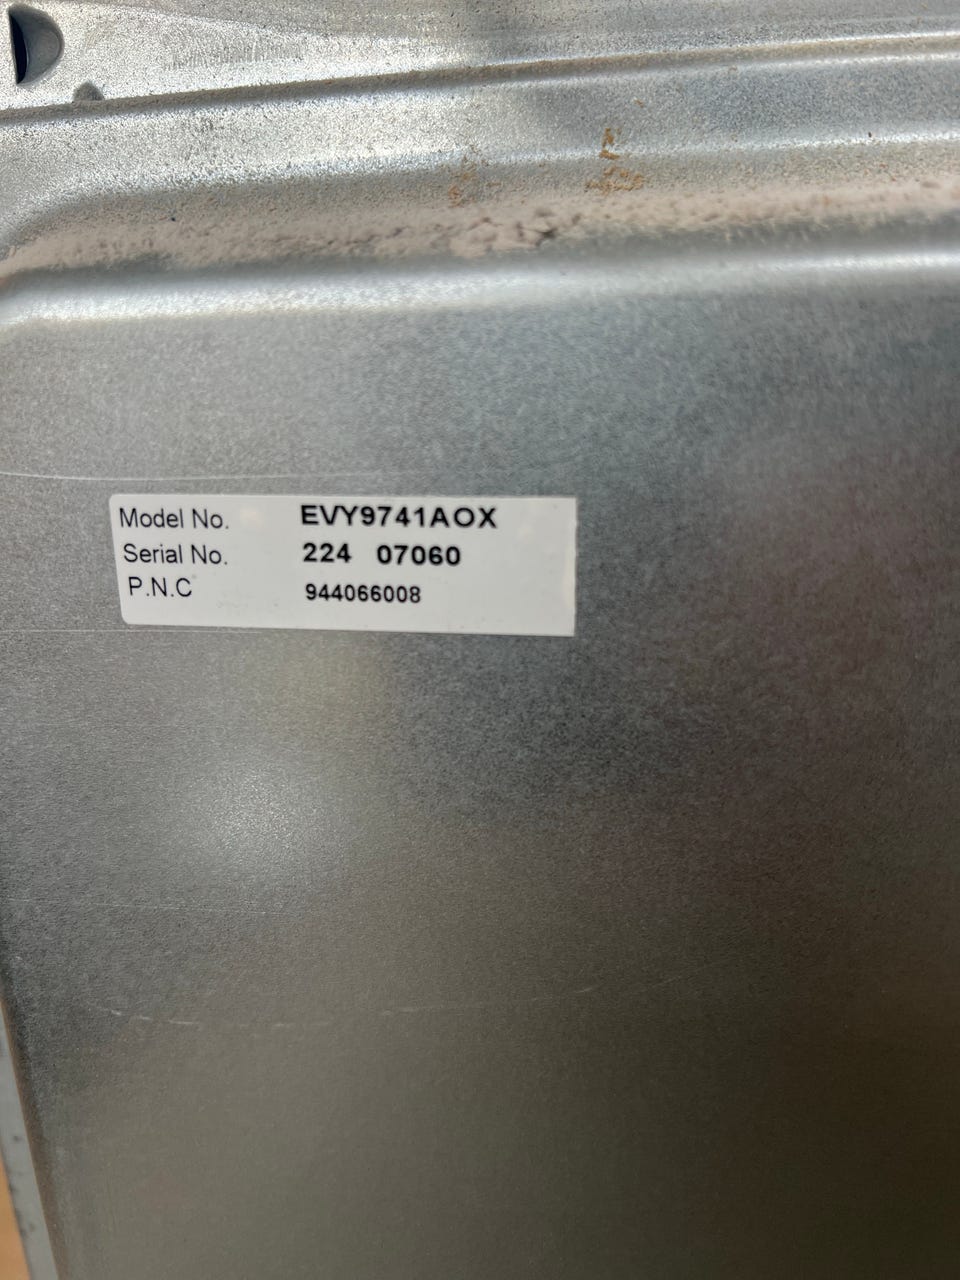 Model No. EVY9741AOX
Serial No. 224 07060
P.N.C 944066008